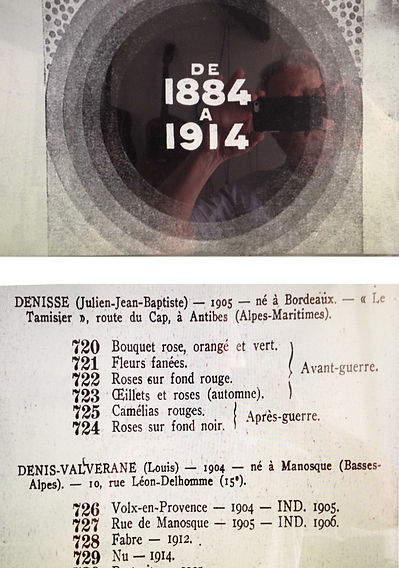 DE
1884
A
1914
DENISSE (Julien-Jean-Baptiste) — 1905 — né à Bordeaux. — « Le
Tamisier », route du Cap, à Antibes (Alpes-Maritimes).
720 Bouquet rose, orangé et vert.
721 Fleurs fanées.
722 Roses sur fond rouge.
723 Œillets et roses (automne).
Avant-guerre.
725 Camélias rouges.
724 Roses sur fond noir.
Après-guerre.
DENIS-VALVERANE (Louis) — 1904 — né à Manosque (Basses-
Alpes). — 10, rue Léon-Delhomme (15e).
726 Volx-en-Provence — 1904 — IND. 1905.
727 Rue de Manosque — 1905 — IND. 1906.
728 Fabre — 1912.
729 Nu — 1914.